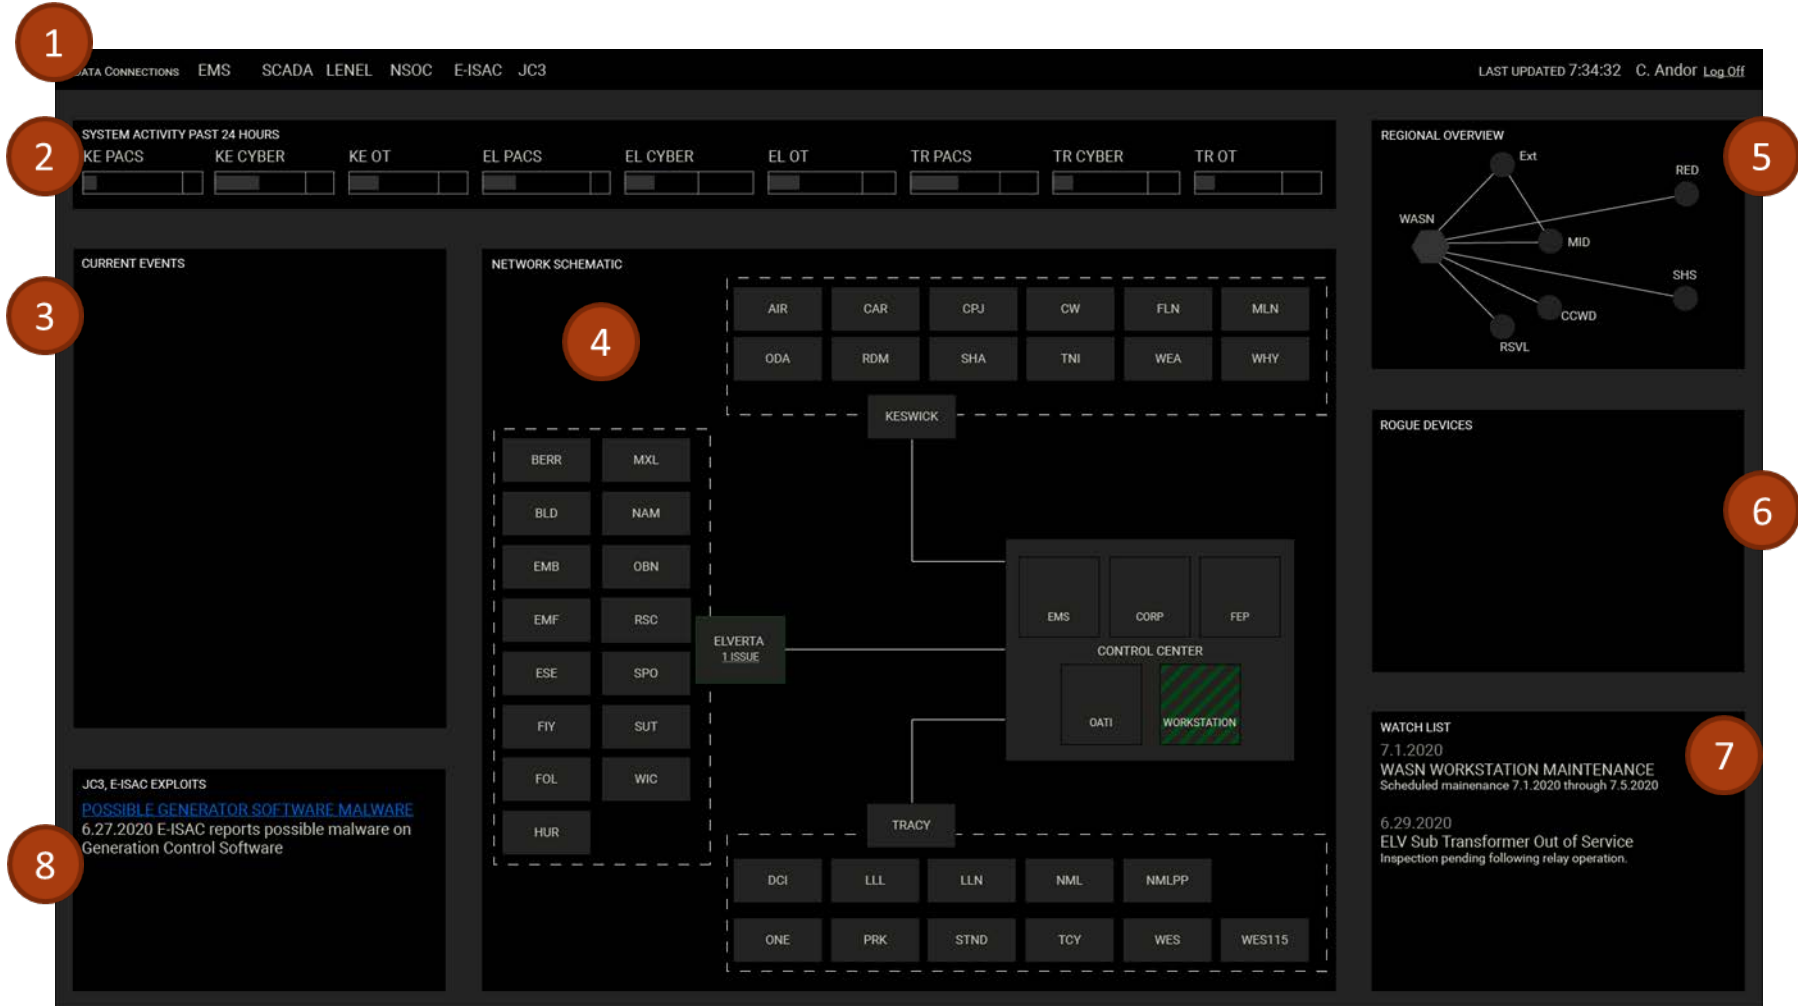 1
DATA CONNECTIONS EMS SCADA LENEL NSOC E-ISAC JC3
LAST UPDATED 7:34:32 C. Andor Log Off
2
SYSTEM ACTIVITY PAST 24 HOURS
KE PACS KE CYBER KE OT EL PACS EL CYBER EL OT TR PACS TR CYBER TR OT
3
CURRENT EVENTS
NETWORK SCHEMATIC
4
AIR CAR CPJ CW FLN MLN
ODA RDM SHA TNI WEA WHY
KESWICK
BERR MXL
BLD NAM
EMB OBN
EMF RSC
ESE SPO
FIY SUT
FOL WIC
HUR
ELVERTA
1 ISSUE
EMS CORP FEP
CONTROL CENTER
OATI WORKSTATION
TRACY
DCI LLL LLN NML NMLPP
ONE PRK STND TCY WES WES115
REGIONAL OVERVIEW
5
Ext
RED
WASN
MID
SHS
CCWD
RSVL
ROGUE DEVICES
6
WATCH LIST
7
7.1.2020
WASN WORKSTATION MAINTENANCE
Scheduled mainenance 7.1.2020 through 7.5.2020
6.29.2020
ELV Sub Transformer Out of Service
Inspection pending following relay operation.
JC3, E-ISAC EXPLOITS
POSSIBLE GENERATOR SOFTWARE MALWARE
6.27.2020 E-ISAC reports possible malware on
Generation Control Software
8